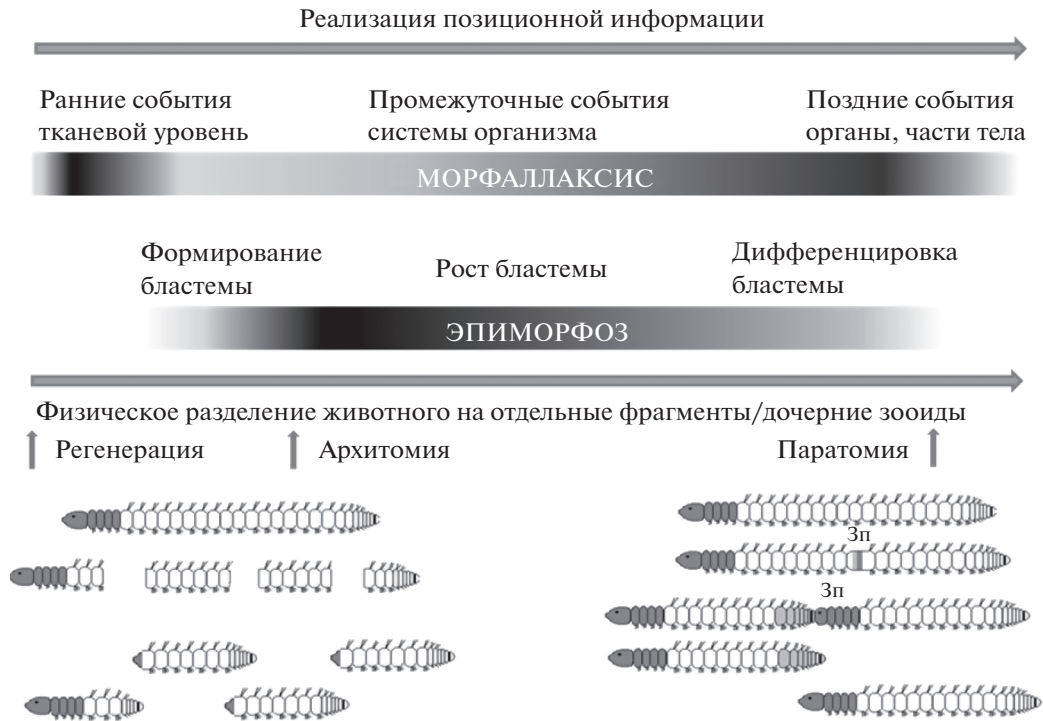 Реализация позиционной информации
Ранние события
тканевой уровень
Промежуточные события
системы организма
Поздние события
органы, части тела
МОРФАЛЛАКСИС
Формирование
бластемы
Рост бластемы
Дифференцировка
бластемы
ЭПИМОРФОЗ
Физическое разделение животного на отдельные фрагменты/дочерние зооиды
Регенерация
Архитомия
Паратомия
Зп
Зп